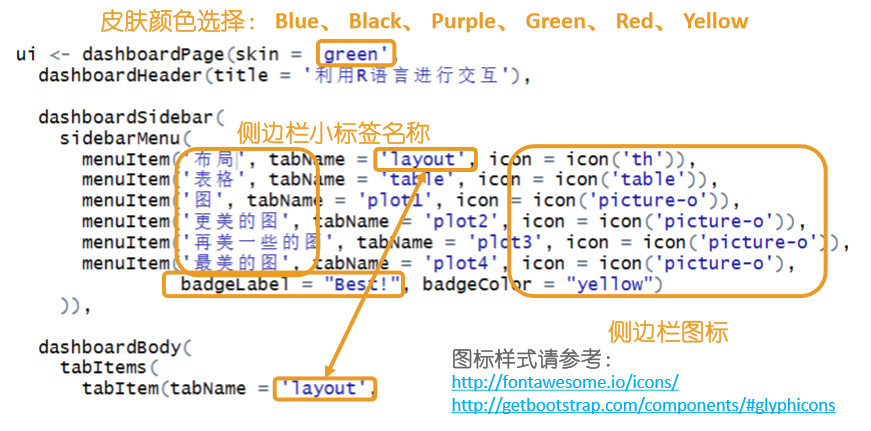 皮肤颜色选择： Blue、 Black、 Purple、 Green、 Red、 Yellow
ui <- dashboardPage(skin = 'green',
dashboardHeader(title = '利用R语言进行交互'),
dashboardSidebar(
sidebarMenu(
侧边栏小标签名称
menuItem('布局', tabName = 'layout', icon = icon('th')),
menuItem('表格', tabName = 'table', icon = icon('table')),
menuItem('图', tabName = 'plot1', icon = icon('picture-o')),
menuItem('更美的图', tabName = 'plot2', icon = icon('picture-o')),
menuItem('再美一些的图', tabName = 'plot3', icon = icon('picture-o')),
menuItem('最美的图', tabName = 'plot4', icon = icon('picture-o'),
badgeLabel = "Best!", badgeColor = "yellow")
)),
侧边栏图标
dashboardBody(
tabItems(
tabItem(tabName = 'layout',
图标样式请参考：
http://fontawesome.io/icons/
http://getbootstrap.com/components/#glyphicons